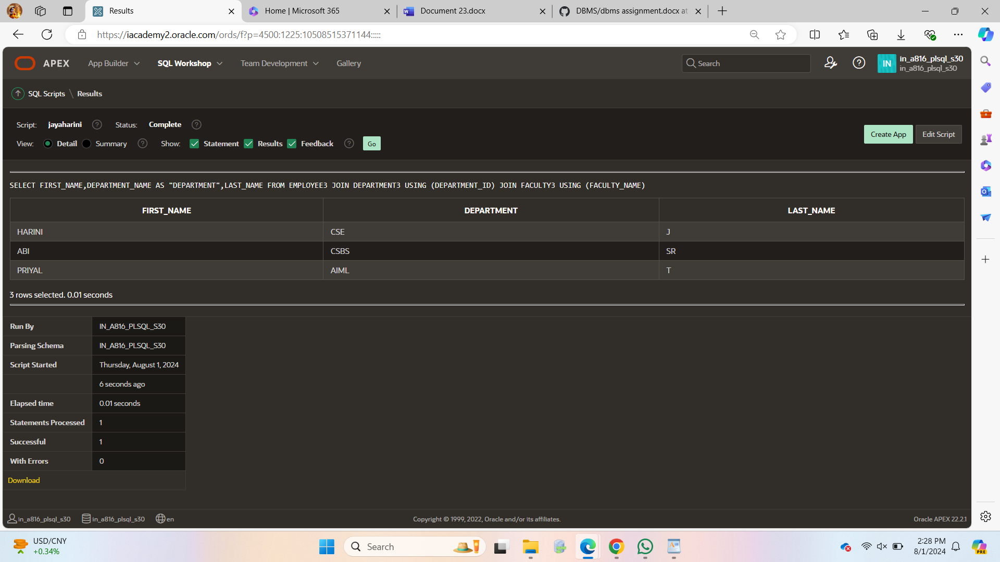 Results
Home | Microsoft 365
Document 23.docx
DBMS/dbms assignment.docx at
https://iacademy2.oracle.com/ords/f?p=4500:1225:10508515371144:::::
APEX App Builder SQL Workshop Team Development Gallery Search IN in_a816_plsql_s30
in_a816_plsql_s30
SQL Scripts \ Results
Script: jayaharini Status: Complete
View: Detail Summary Show: Statement Results Feedback Go
Create App Edit Script
SELECT FIRST_NAME,DEPARTMENT_NAME AS "DEPARTMENT",LAST_NAME FROM EMPLOYEE3 JOIN DEPARTMENT3 USING (DEPARTMENT_ID) JOIN FACULTY3 USING (FACULTY_NAME)
FIRST_NAME DEPARTMENT LAST_NAME
HARINI CSE J
ABI CSBS SR
PRIYAL AIML T
3 rows selected. 0.01 seconds
Run By IN_A816_PLSQL_S30
Parsing Schema IN_A816_PLSQL_S30
Script Started Thursday, August 1, 2024
6 seconds ago
Elapsed time 0.01 seconds
Statements Processed 1
Successful 1
With Errors 0
Download
in_a816_plsql_s30 in_a816_plsql_s30 en Copyright © 1999, 2022, Oracle and/or its affiliates. Oracle APEX 22.2.1
USD/CNY
+0.34%
Search
2:28 PM
8/1/2024
PRE